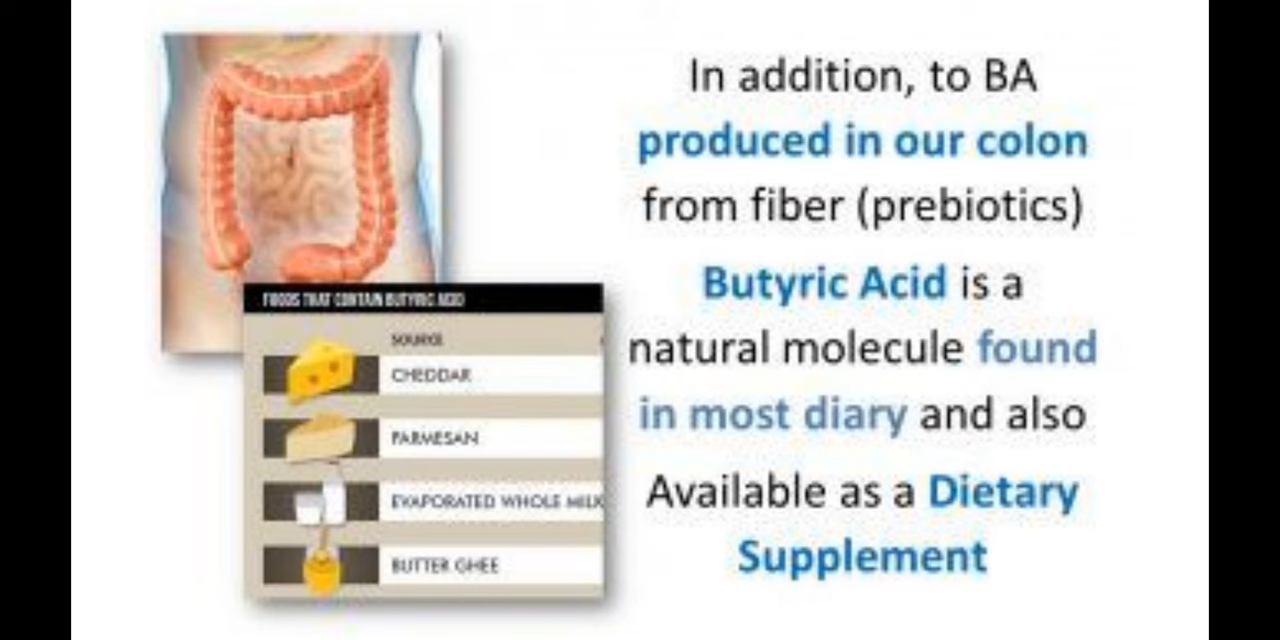 In addition, to BA
produced in our colon
from fiber (prebiotics)
Butyric Acid is a
natural molecule found
in most diary and also
Available as a Dietary
Supplement
FOODS THAT CONTAIN BUTYRIC ACID
SOURCE
CHEDDAR
PARMESAN
EVAPORATED WHOLE MILK
BUTTER GHEE